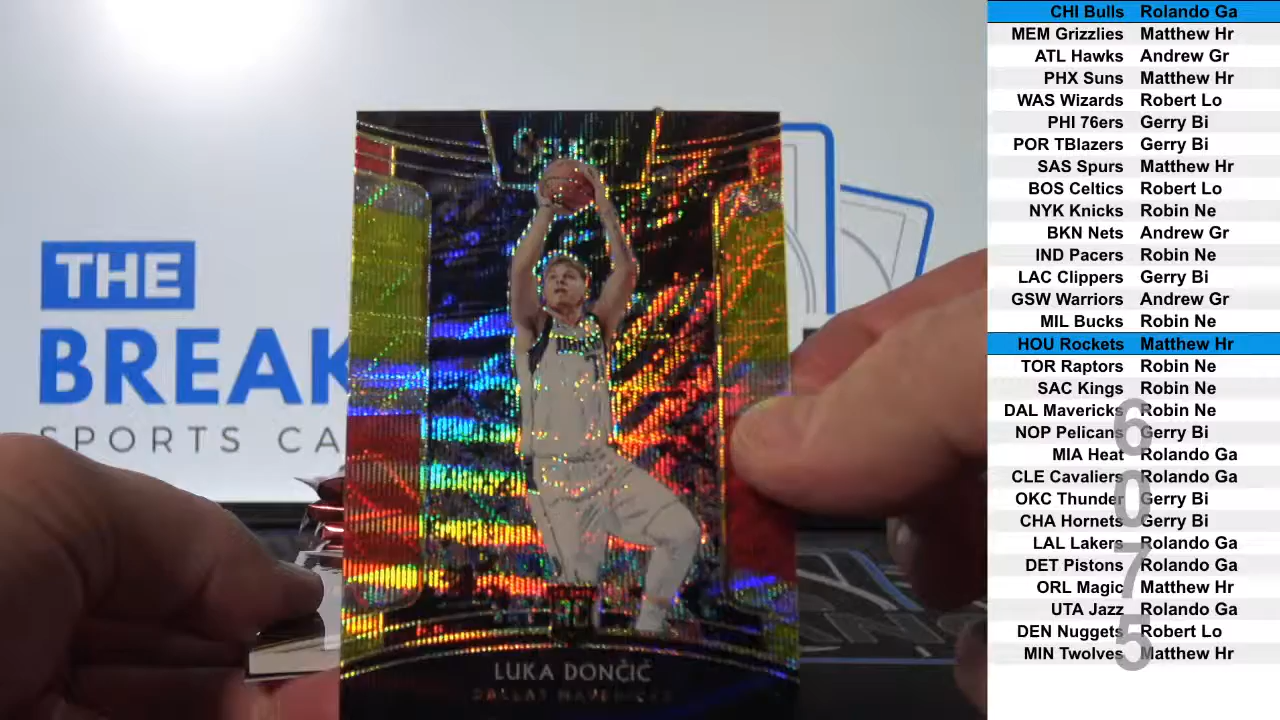 THE
BREAK
SPORTS CA
Select
LUKA DONČIĆ
DALLAS MAVERICKS
CHI Bulls Rolando Ga
MEM Grizzlies Matthew Hr
ATL Hawks Andrew Gr
PHX Suns Matthew Hr
WAS Wizards Robert Lo
PHI 76ers Gerry Bi
POR TBlazers Gerry Bi
SAS Spurs Matthew Hr
BOS Celtics Robert Lo
NYK Knicks Robin Ne
BKN Nets Andrew Gr
IND Pacers Robin Ne
LAC Clippers Gerry Bi
GSW Warriors Andrew Gr
MIL Bucks Robin Ne
HOU Rockets Matthew Hr
TOR Raptors Robin Ne
SAC Kings Robin Ne
DAL Mavericks Robin Ne
NOP Pelicans Gerry Bi
MIA Heat Rolando Ga
CLE Cavaliers Rolando Ga
OKC Thunder Gerry Bi
CHA Hornets Gerry Bi
LAL Lakers Rolando Ga
DET Pistons Rolando Ga
ORL Magic Matthew Hr
UTA Jazz Rolando Ga
DEN Nuggets Robert Lo
MIN Twolves Matthew Hr
6075